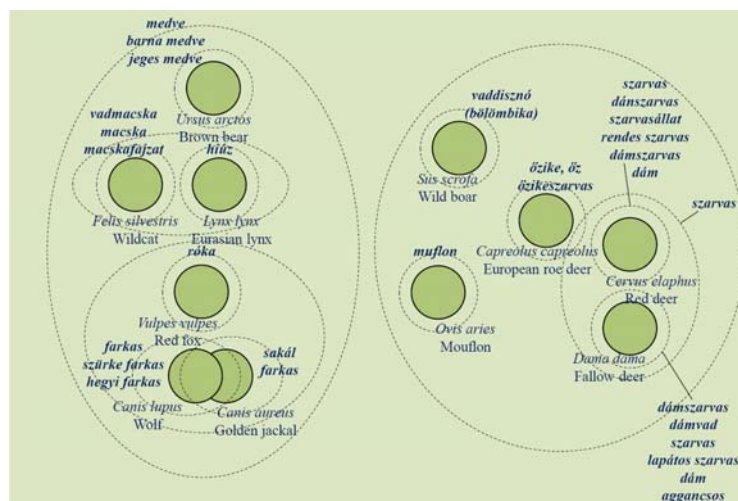 medve
barna medve
jeges medve
Ursus arctos
Brown bear
vadmacska
macska
macskafajzat
hiúz
Felis silvestris
Wildcat
Lynx lynx
Eurasian lynx
róka
Vulpes vulpes
Red fox
farkas
szürke farkas
hegyi farkas
sakál
farkas
Canis lupus
Wolf
Canis aureus
Golden jackal
vaddisznó
(bölömbika)
Sus scrofa
Wild boar
őzike, őz
őzikeszarvas
Capreolus capreolus
European roe deer
muflon
Ovis aries
Mouflon
szarvas
dánszarvas
szarvasállat
rendes szarvas
dámszarvas
dám
szarvas
Cervus elaphus
Red deer
Dama dama
Fallow deer
dámszarvas
dámvad
szarvas
lapátos szarvas
dám
aggancsos